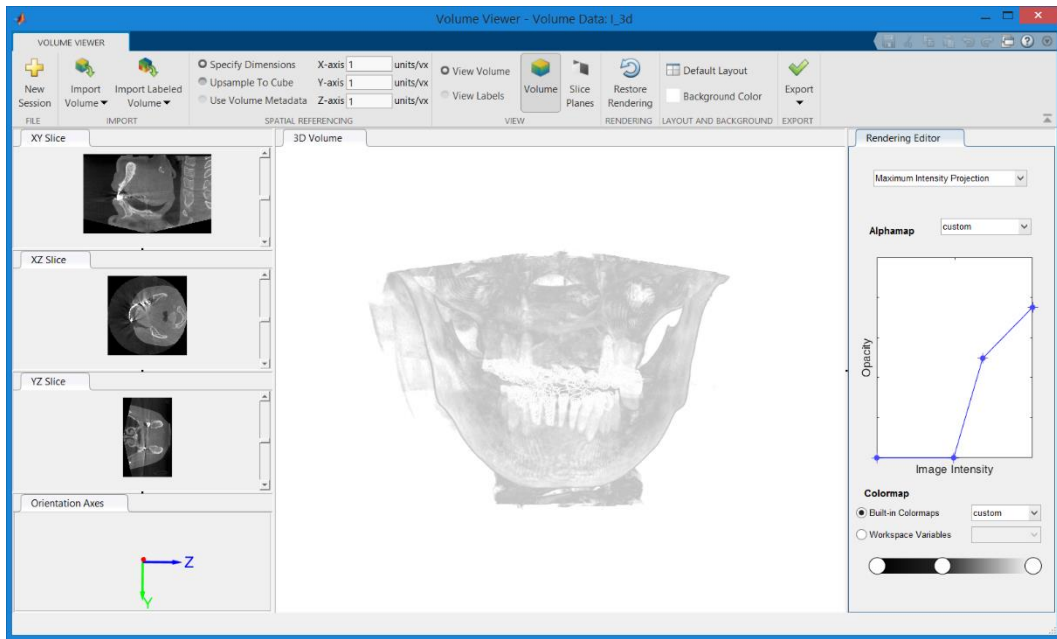 Volume Viewer - Volume Data: I_3d
VOLUME VIEWER
New Session
Import Volume
Import Labeled Volume
Specify Dimensions
Upsample To Cube
Use Volume Metadata
X-axis 1 units/vx
Y-axis 1 units/vx
Z-axis 1 units/vx
View Volume
View Labels
Volume
Slice Planes
Restore Rendering
Default Layout
Background Color
Export
FILE
IMPORT
SPATIAL REFERENCING
VIEW
RENDERING
LAYOUT AND BACKGROUND
EXPORT
XY Slice
XZ Slice
YZ Slice
Orientation Axes
Z
Y
3D Volume
Rendering Editor
Maximum Intensity Projection
Alphamap custom
Opacity
Image Intensity
Colormap
Built-in Colormaps custom
Workspace Variables